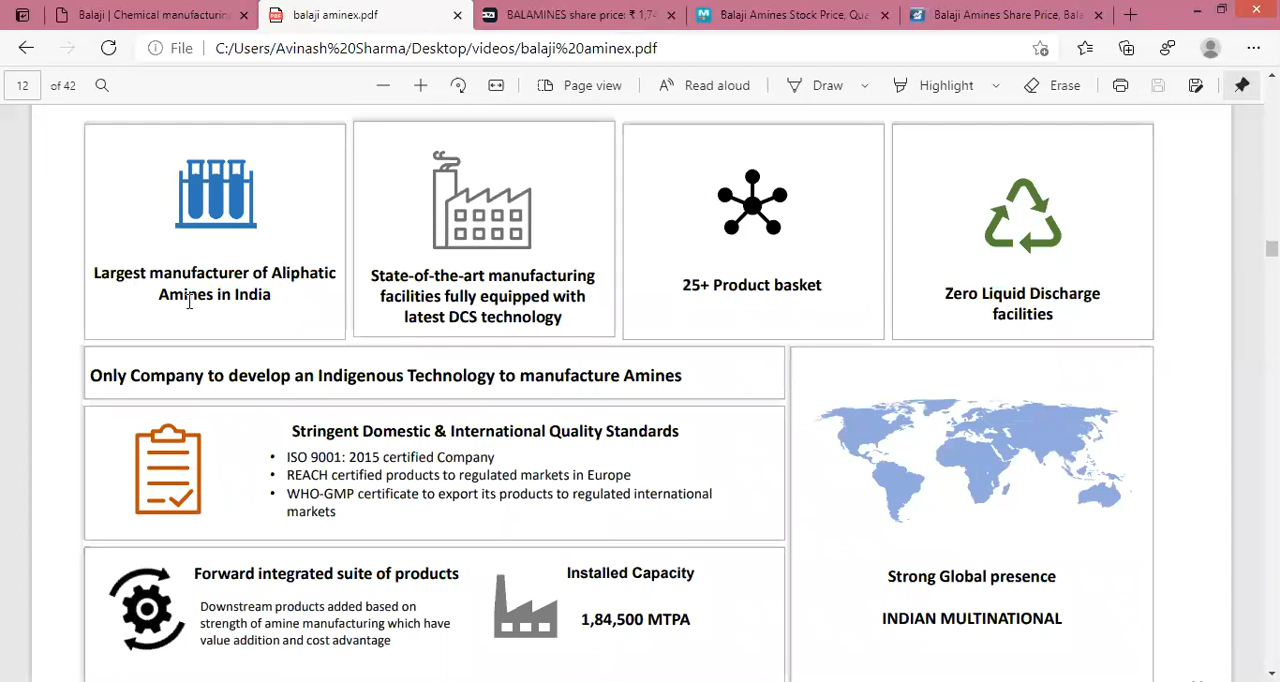 Balaji | Chemical manufacturin
balaji aminex.pdf
BALAMINES share price: ₹ 1,74
Balaji Amines Stock Price, Quo
Balaji Amines Share Price, Bala
File
C:/Users/Avinash%20Sharma/Desktop/videos/balaji%20aminex.pdf
12 of 42
Page view
Read aloud
Draw
Highlight
Erase
Largest manufacturer of Aliphatic
Amines in India
State-of-the-art manufacturing
facilities fully equipped with
latest DCS technology
25+ Product basket
Zero Liquid Discharge
facilities
Only Company to develop an Indigenous Technology to manufacture Amines
Stringent Domestic & International Quality Standards
• ISO 9001: 2015 certified Company
• REACH certified products to regulated markets in Europe
• WHO-GMP certificate to export its products to regulated international
markets
Forward integrated suite of products
Downstream products added based on
strength of amine manufacturing which have
value addition and cost advantage
Installed Capacity
1,84,500 MTPA
Strong Global presence
INDIAN MULTINATIONAL